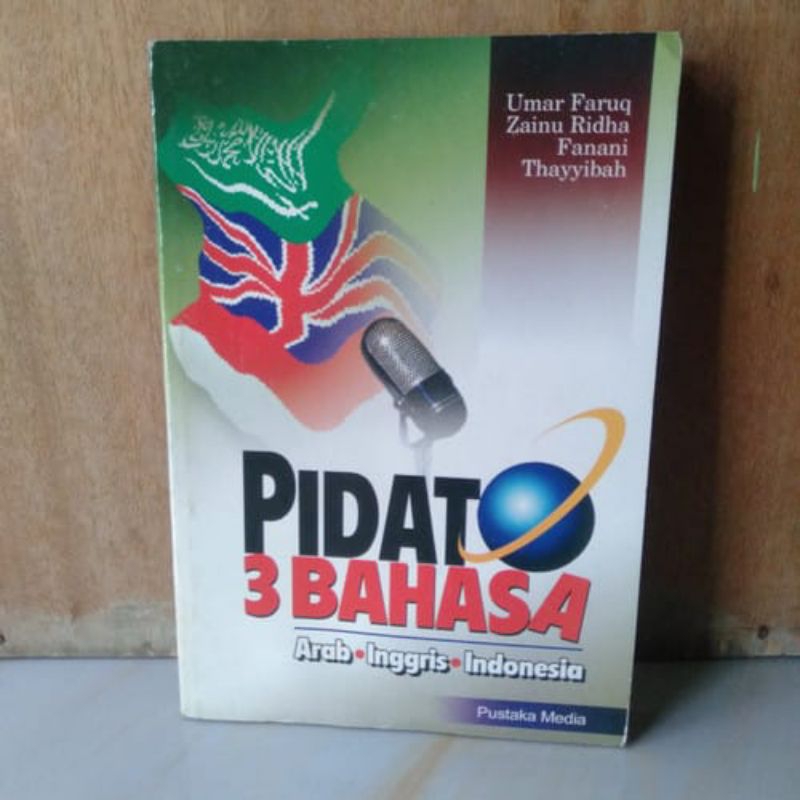 Umar Faruq
Zainu Ridha
Fanani
Thayyibah
PIDATO
3 BAHASA
Arab • Inggris • Indonesia
Pustaka Media